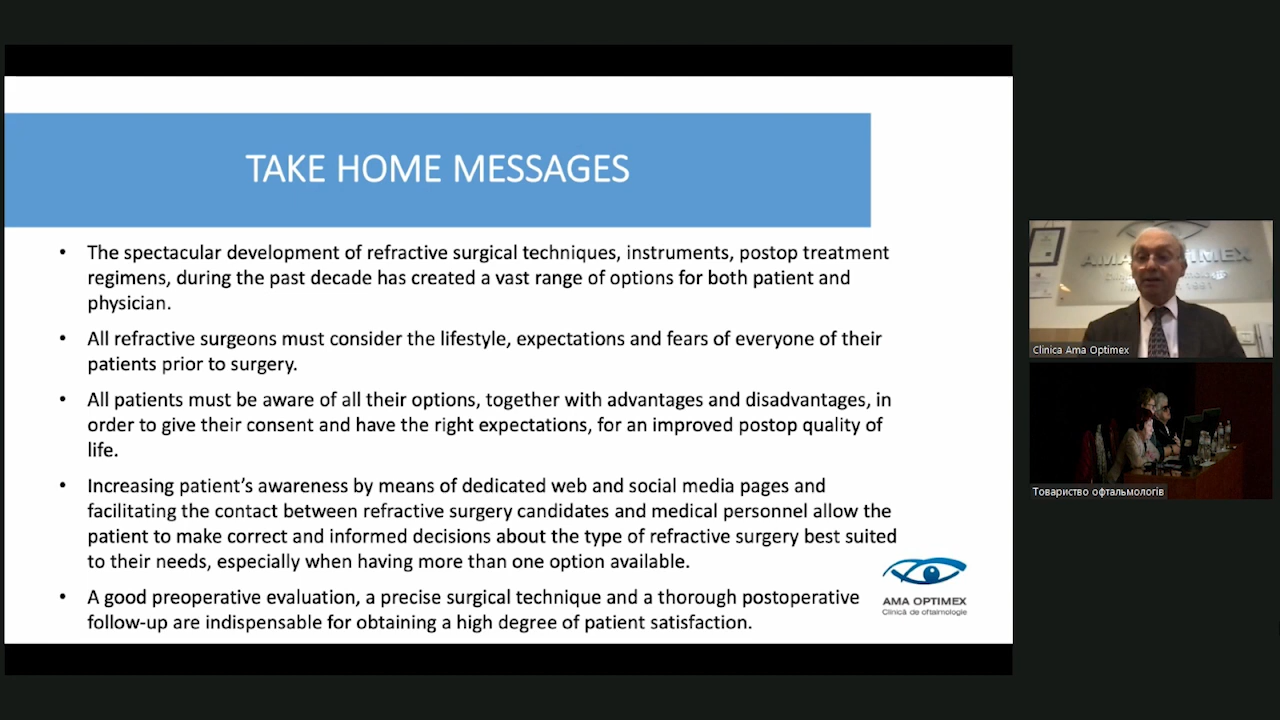 TAKE HOME MESSAGES
• The spectacular development of refractive surgical techniques, instruments, postop treatment
regimens, during the past decade has created a vast range of options for both patient and
physician.
• All refractive surgeons must consider the lifestyle, expectations and fears of everyone of their
patients prior to surgery.
• All patients must be aware of all their options, together with advantages and disadvantages, in
order to give their consent and have the right expectations, for an improved postop quality of
life.
• Increasing patient’s awareness by means of dedicated web and social media pages and
facilitating the contact between refractive surgery candidates and medical personnel allow the
patient to make correct and informed decisions about the type of refractive surgery best suited
to their needs, especially when having more than one option available.
• A good preoperative evaluation, a precise surgical technique and a thorough postoperative
follow-up are indispensable for obtaining a high degree of patient satisfaction.
AMA OPTIMEX
Clinică de oftalmologie
Clinica Ama Optimex
Товариство офтальмологів